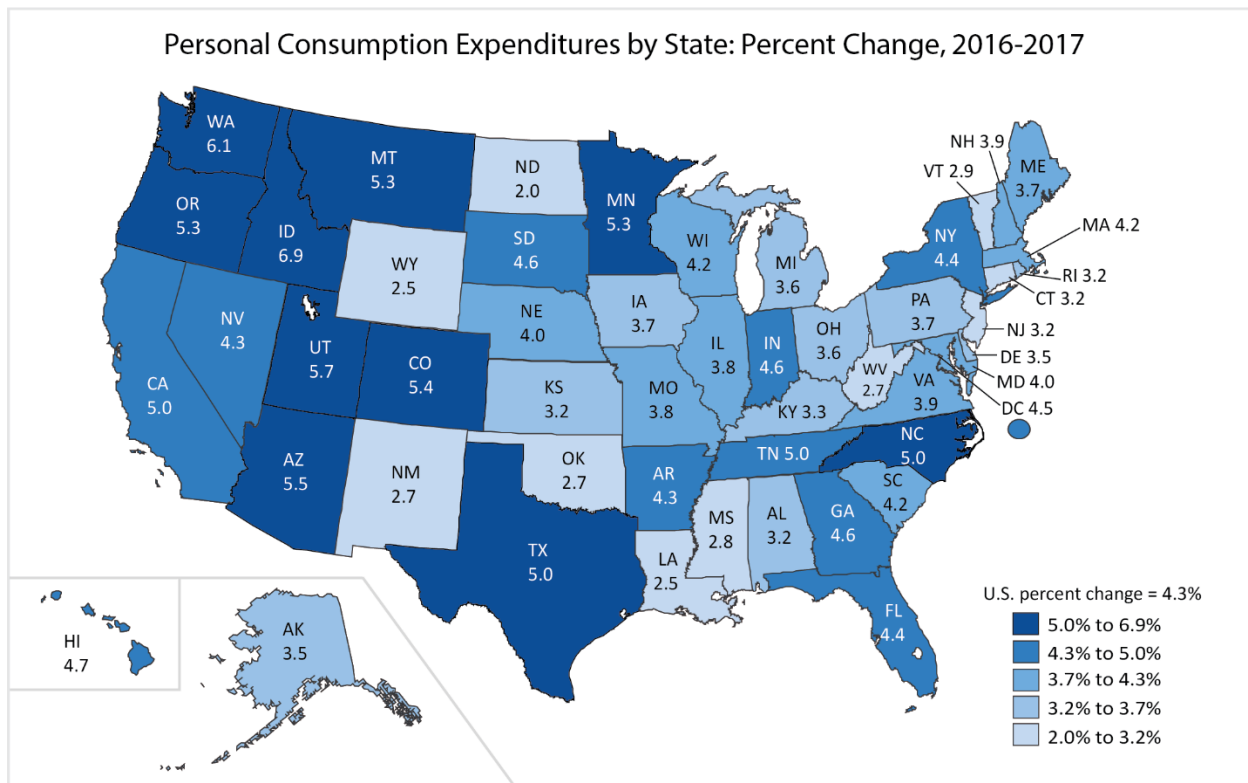 Personal Consumption Expenditures by State: Percent Change, 2016-2017
WA
6.1
MT
5.3
ND
2.0
MN
5.3
OR
5.3
ID
6.9
WY
2.5
SD
4.6
WI
4.2
MI
3.6
NY
4.4
VT 2.9
NH 3.9
ME
3.7
MA 4.2
RI 3.2
CT 3.2
NJ 3.2
DE 3.5
MD 4.0
DC 4.5
PA
3.7
CA
5.0
NV
4.3
UT
5.7
CO
5.4
NE
4.0
IA
3.7
IL
3.8
IN
4.6
OH
3.6
WV
2.7
VA
3.9
KS
3.2
MO
3.8
KY 3.3
AZ
5.5
NM
2.7
OK
2.7
AR
4.3
TN 5.0
NC
5.0
SC
4.2
TX
5.0
LA
2.5
MS
2.8
AL
3.2
GA
4.6
FL
4.4
HI
4.7
AK
3.5
U.S. percent change = 4.3%
5.0% to 6.9%
4.3% to 5.0%
3.7% to 4.3%
3.2% to 3.7%
2.0% to 3.2%